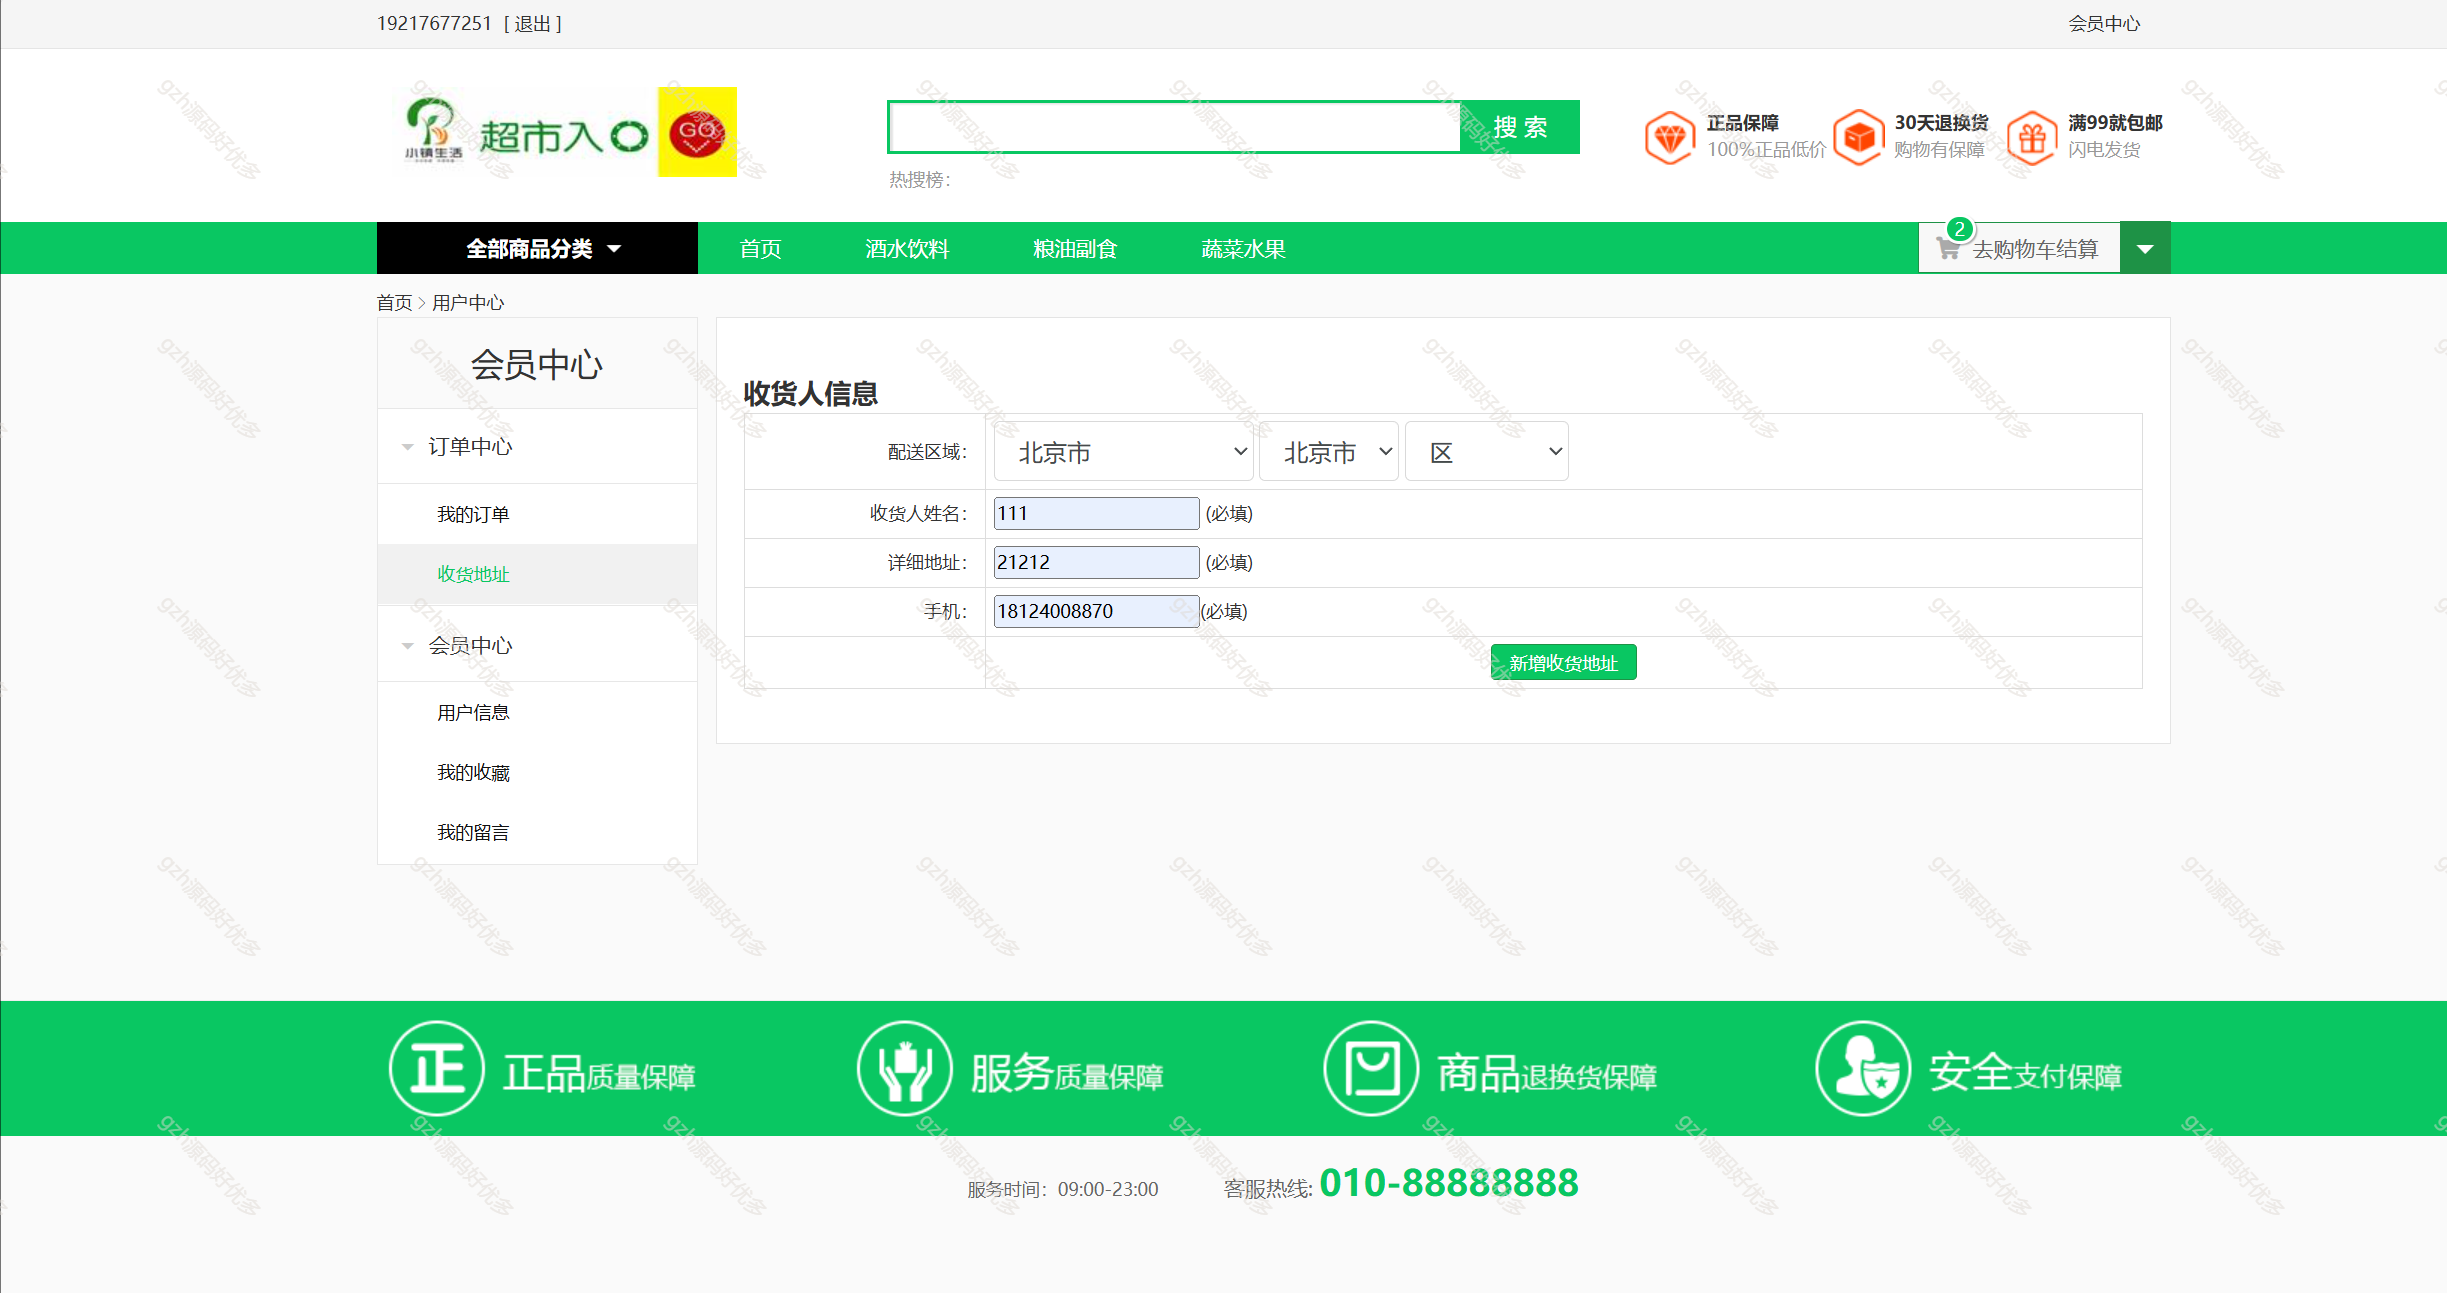 19217677251 [ 退出 ]
会员中心
小镇生活
超市入口
GO
搜 索
热搜榜：
正品保障
100%正品低价
30天退换货
购物有保障
满99就包邮
闪电发货
全部商品分类
首页
酒水饮料
粮油副食
蔬菜水果
2
去购物车结算
首页 > 用户中心
会员中心
订单中心
我的订单
收货地址
会员中心
用户信息
我的收藏
我的留言
收货人信息
配送区域：
北京市
北京市
区
收货人姓名：
111
(必填)
详细地址：
21212
(必填)
手机：
18124008870
(必填)
新增收货地址
正
正品质量保障
服务质量保障
商品退换货保障
安全支付保障
服务时间：09:00-23:00
客服热线: 010-88888888
gzh源码好优多